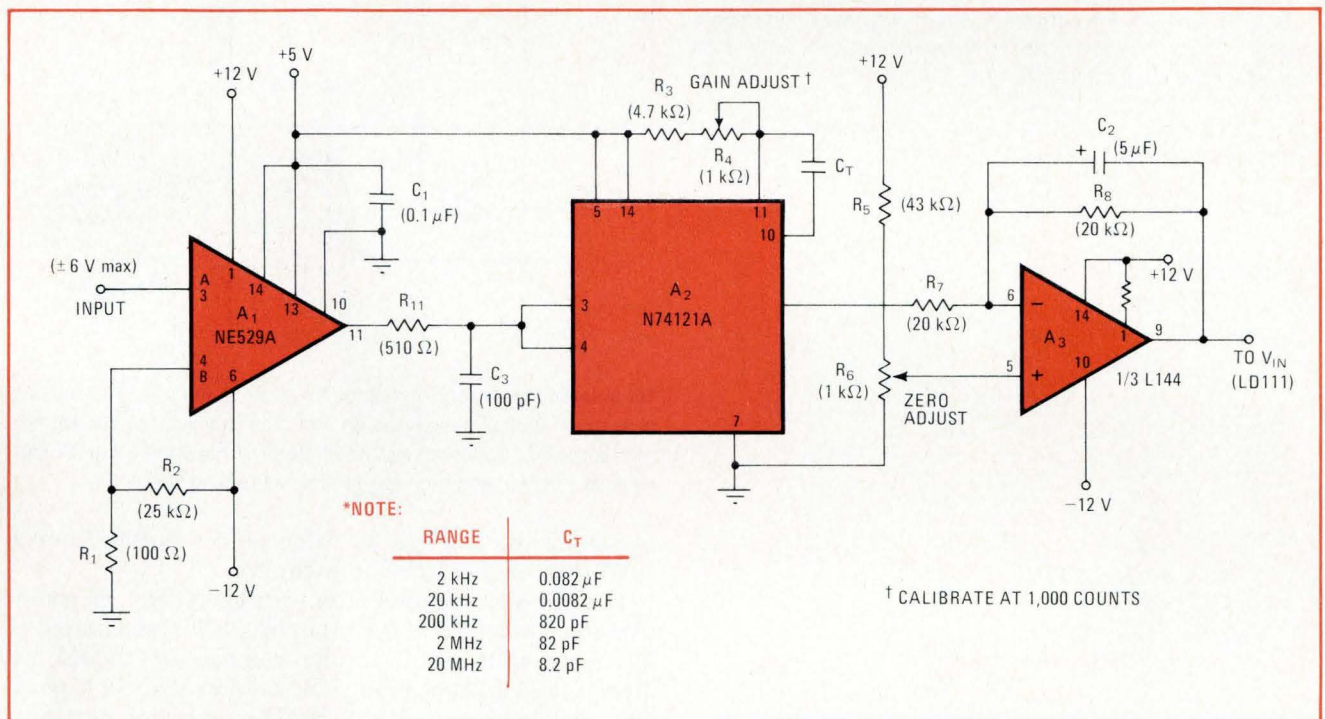 +5 V
+12 V
+12 V
GAIN ADJUST †
R3
(4.7 kΩ)
R4
(1 kΩ)
C2
+
(5 µF)
C1
(0.1 µF)
CT
R5
(43 kΩ)
R8
(20 kΩ)
5
14
11
10
(± 6 V max)
INPUT
A
3
1
14
13
10
11
A1
NE529A
4
B
6
R11
(510 Ω)
3
4
A2
N74121A
R7
(20 kΩ)
6
−
+12 V
14
1
9
A3
10
5
+
1/3 L144
TO VIN
(LD111)
C3
(100 pF)
R6
(1 kΩ)
ZERO
ADJUST
7
R2
(25 kΩ)
R1
(100 Ω)
−12 V
−12 V
*NOTE:
RANGE CT
2 kHz 0.082 µF
20 kHz 0.0082 µF
200 kHz 820 pF
2 MHz 82 pF
20 MHz 8.2 pF
† CALIBRATE AT 1,000 COUNTS